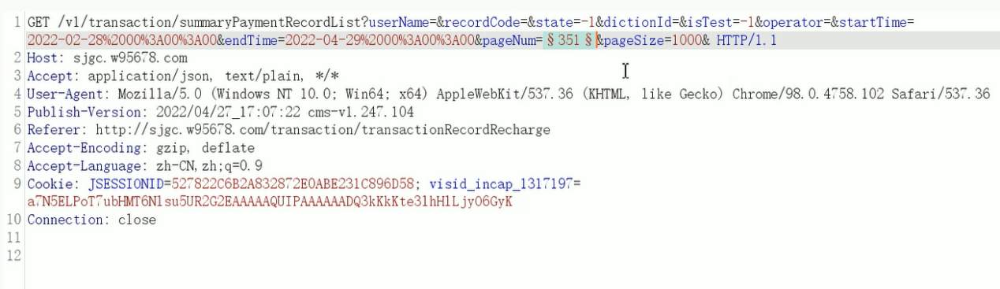 1 GET /v1/transaction/summaryPaymentRecordList?userName=&recordCode=&state=-1&dictionId=&isTest=-1&operator=&startTime=
2022-02-28%2000%3A00%3A00&endTime=2022-04-29%2000%3A00%3A00&pageNum=§351§&pageSize=1000& HTTP/1.1
2 Host: sjgc.w95678.com
3 Accept: application/json, text/plain, */*
4 User-Agent: Mozilla/5.0 (Windows NT 10.0; Win64; x64) AppleWebKit/537.36 (KHTML, like Gecko) Chrome/98.0.4758.102 Safari/537.36
5 Publish-Version: 2022/04/27_17:07:22 cms-v1.247.104
6 Referer: http://sjgc.w95678.com/transaction/transactionRecordRecharge
7 Accept-Encoding: gzip, deflate
8 Accept-Language: zh-CN,zh;q=0.9
9 Cookie: JSESSIONID=527822C6B2A832872E0ABE231C896D58; visid_incap_1317197=
a7N5ELPoT7ubHMT6N1su5UR2G2EAAAAAQUIPAAAAAADQ3kKkKte3lhHlLjyO6GyK
10 Connection: close
11
12